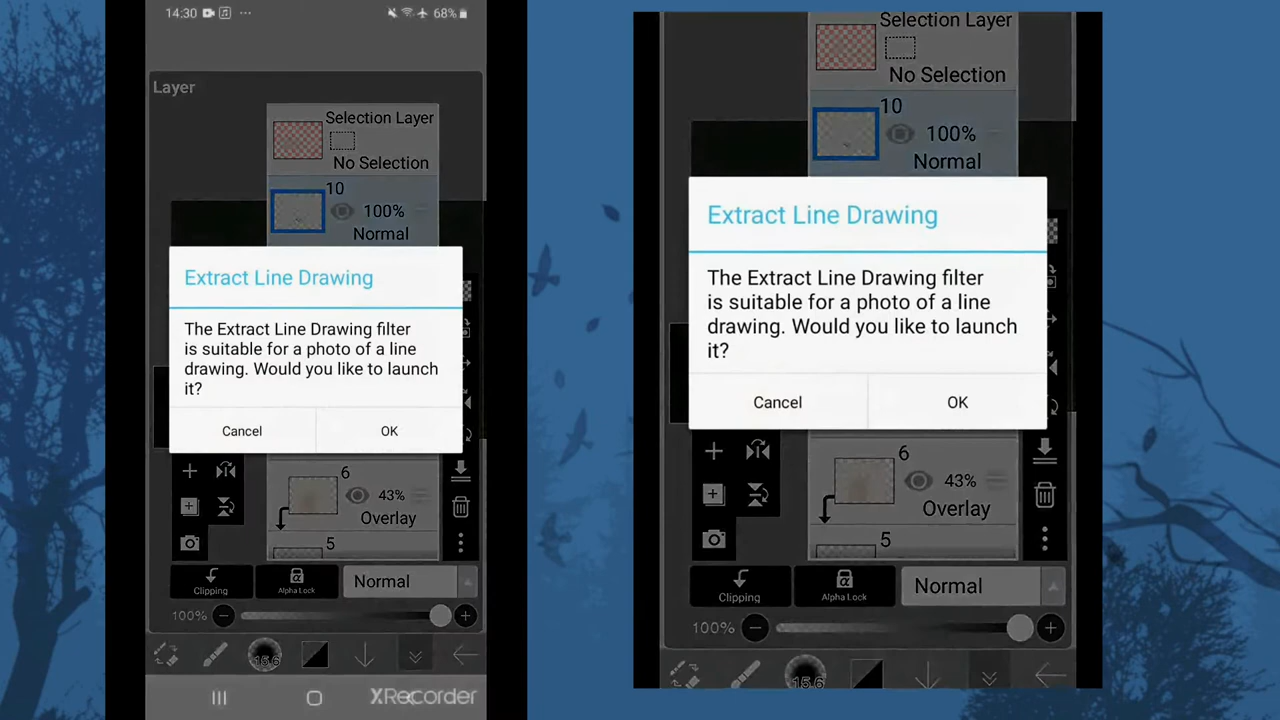 14:30
68%
Layer
Selection Layer
No Selection
10
100%
Normal
Extract Line Drawing
The Extract Line Drawing filter
is suitable for a photo of a line
drawing. Would you like to launch
it?
Cancel
OK
6
43%
Overlay
5
Clipping
Alpha Lock
Normal
100%
15.6
XRecorder
Selection Layer
No Selection
10
100%
Normal
Extract Line Drawing
The Extract Line Drawing filter
is suitable for a photo of a line
drawing. Would you like to launch
it?
Cancel
OK
6
43%
Overlay
5
Clipping
Alpha Lock
Normal
100%
15.6